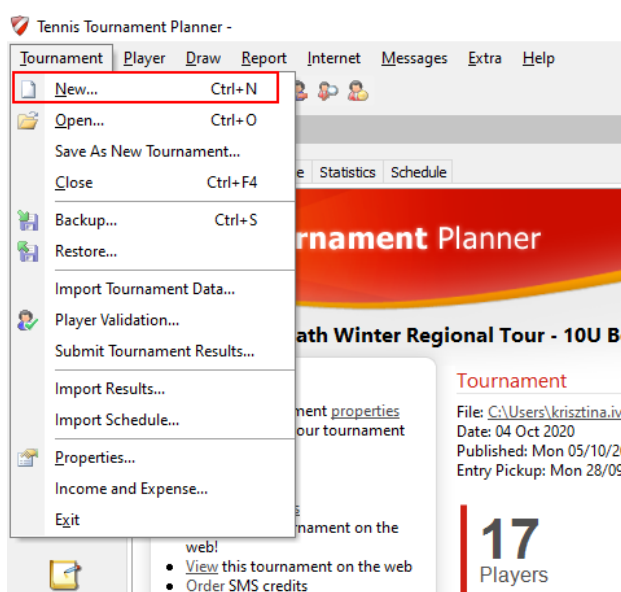 Tennis Tournament Planner -
Tournament Player Draw Report Internet Messages Extra Help
New... Ctrl+N
Open... Ctrl+O
Save As New Tournament...
Close Ctrl+F4
Statistics Schedule
Backup... Ctrl+S
Restore...
Planner
Import Tournament Data...
Player Validation...
Winter Regional Tour - 10U
Submit Tournament Results...
Import Results...
Import Schedule...
Properties...
Income and Expense...
Exit
properties
our tournament
on the
web!
• View this tournament on the web
• Order SMS credits
Tournament
File: C:\Users\krisztina.iv
Date: 04 Oct 2020
Published: Mon 05/10/2
Entry Pickup: Mon 28/09
17
Players